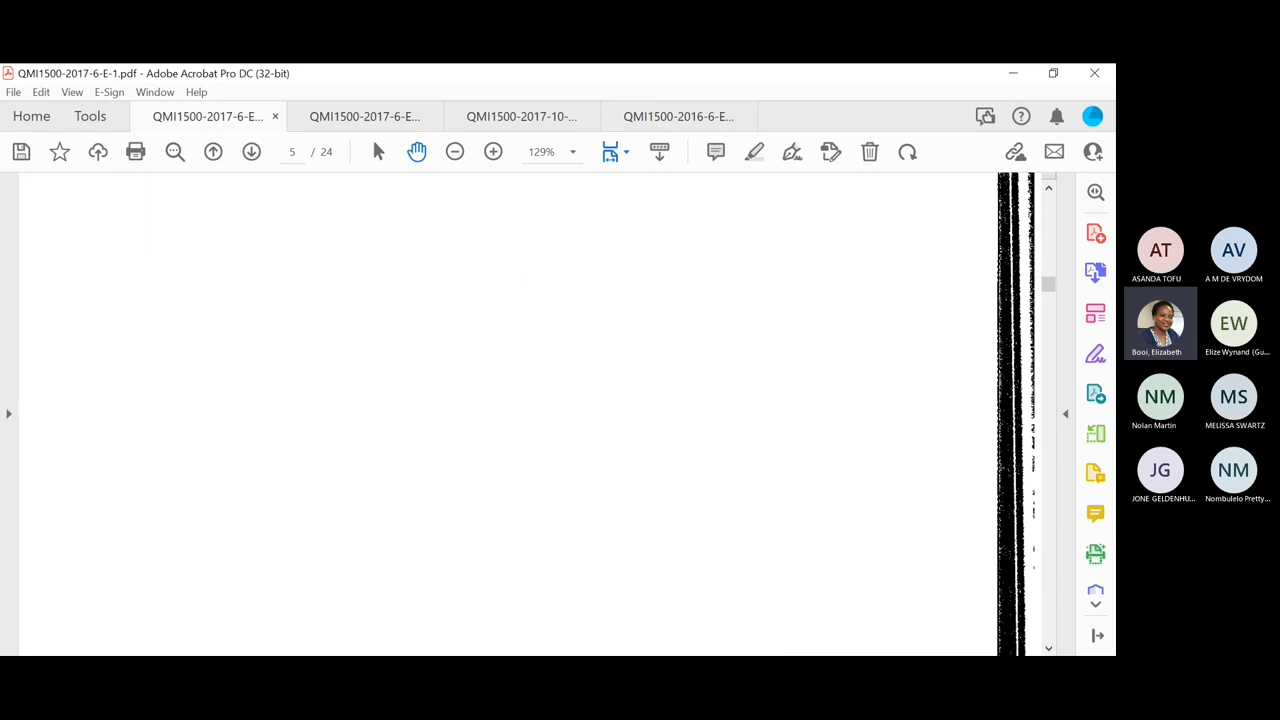 QMI1500-2017-6-E-1.pdf - Adobe Acrobat Pro DC (32-bit)
File Edit View E-Sign Window Help
Home Tools QMI1500-2017-6-E... × QMI1500-2017-6-E... QMI1500-2017-10-... QMI1500-2016-6-E...
5 / 24 129%
AT AV
ASANDA TOFU A M DE VRYDOM
EW
Booi, Elizabeth Elize Wynand (Gu...
NM MS
Nolan Martin MELISSA SWARTZ
JG NM
JONE GELDENHU... Nombulelo Pretty...